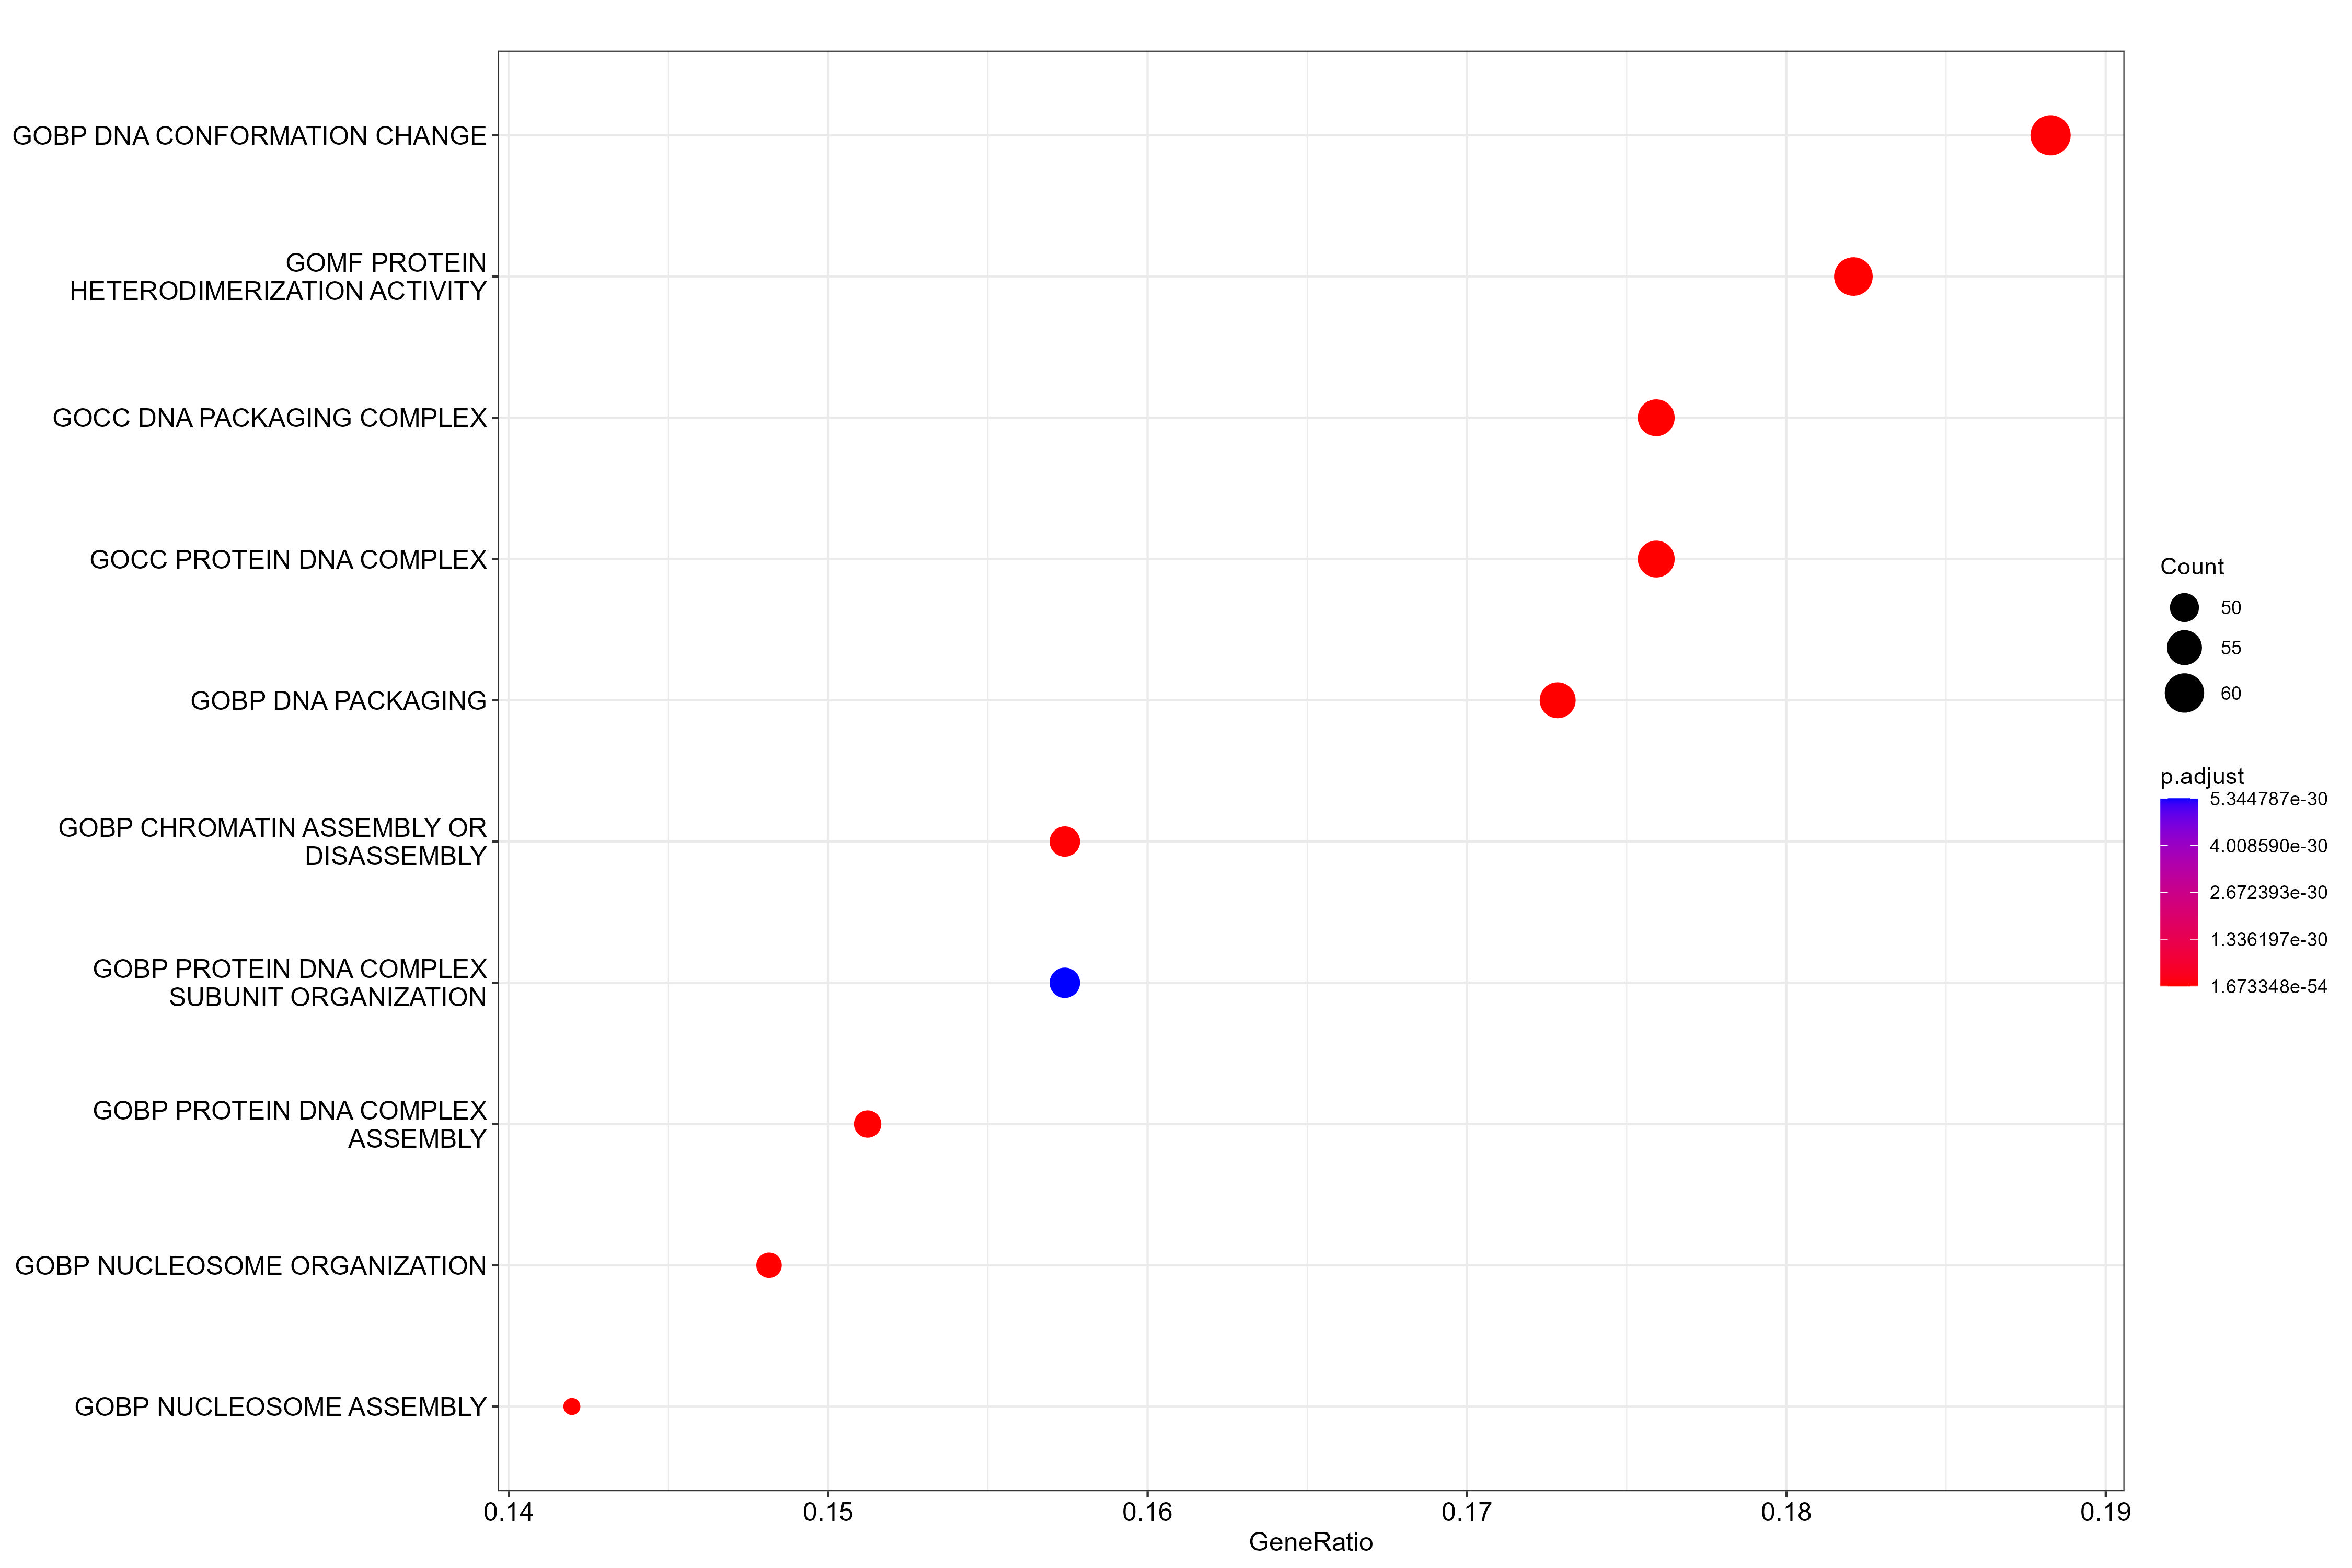 GOBP DNA CONFORMATION CHANGE
GOMF PROTEIN
HETERODIMERIZATION ACTIVITY
GOCC DNA PACKAGING COMPLEX
GOCC PROTEIN DNA COMPLEX
GOBP DNA PACKAGING
GOBP CHROMATIN ASSEMBLY OR
DISASSEMBLY
GOBP PROTEIN DNA COMPLEX
SUBUNIT ORGANIZATION
GOBP PROTEIN DNA COMPLEX
ASSEMBLY
GOBP NUCLEOSOME ORGANIZATION
GOBP NUCLEOSOME ASSEMBLY
0.14 0.15 0.16 0.17 0.18 0.19
GeneRatio
Count
50
55
60
p.adjust
5.344787e-30
4.008590e-30
2.672393e-30
1.336197e-30
1.673348e-54